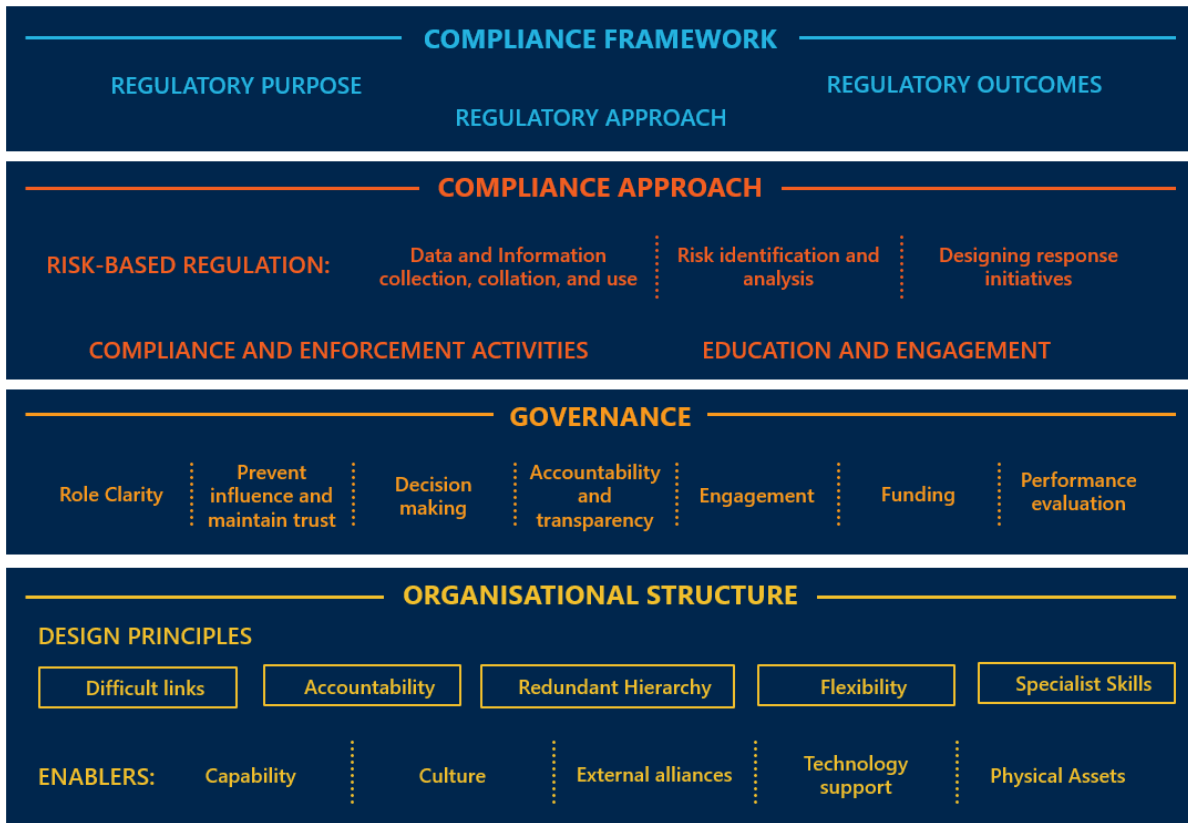 COMPLIANCE FRAMEWORK
REGULATORY PURPOSE
REGULATORY APPROACH
REGULATORY OUTCOMES
COMPLIANCE APPROACH
RISK-BASED REGULATION:
Data and Information
collection, collation, and use
Risk identification and
analysis
Designing response
initiatives
COMPLIANCE AND ENFORCEMENT ACTIVITIES
EDUCATION AND ENGAGEMENT
GOVERNANCE
Role Clarity
Prevent
influence and
maintain trust
Decision
making
Accountability
and
transparency
Engagement
Funding
Performance
evaluation
ORGANISATIONAL STRUCTURE
DESIGN PRINCIPLES
Difficult links
Accountability
Redundant Hierarchy
Flexibility
Specialist Skills
ENABLERS:
Capability
Culture
External alliances
Technology
support
Physical Assets